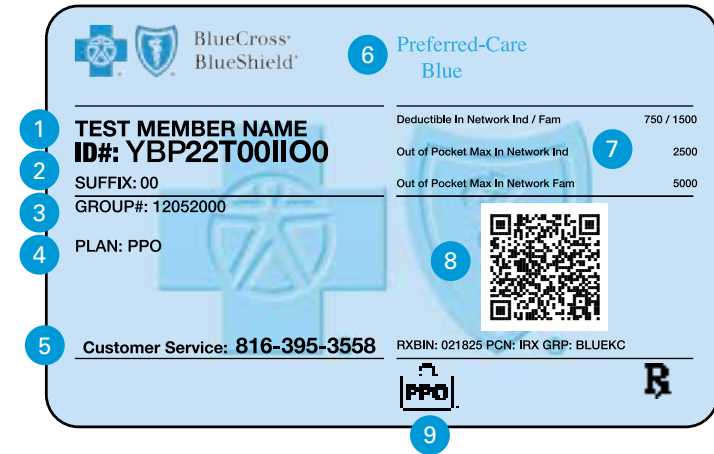 BlueCross
BlueShield
6
Preferred-Care
Blue
1
TEST MEMBER NAME
ID#: YBP22T00IIO0
2
SUFFIX: 00
3
GROUP#: 12052000
4
PLAN: PPO
5
Customer Service: 816-395-3558
Deductible In Network Ind / Fam 750 / 1500
Out of Pocket Max In Network Ind 7 2500
Out of Pocket Max In Network Fam 5000
8
RXBIN: 021825 PCN: IRX GRP: BLUEKC
PPO
℞
9